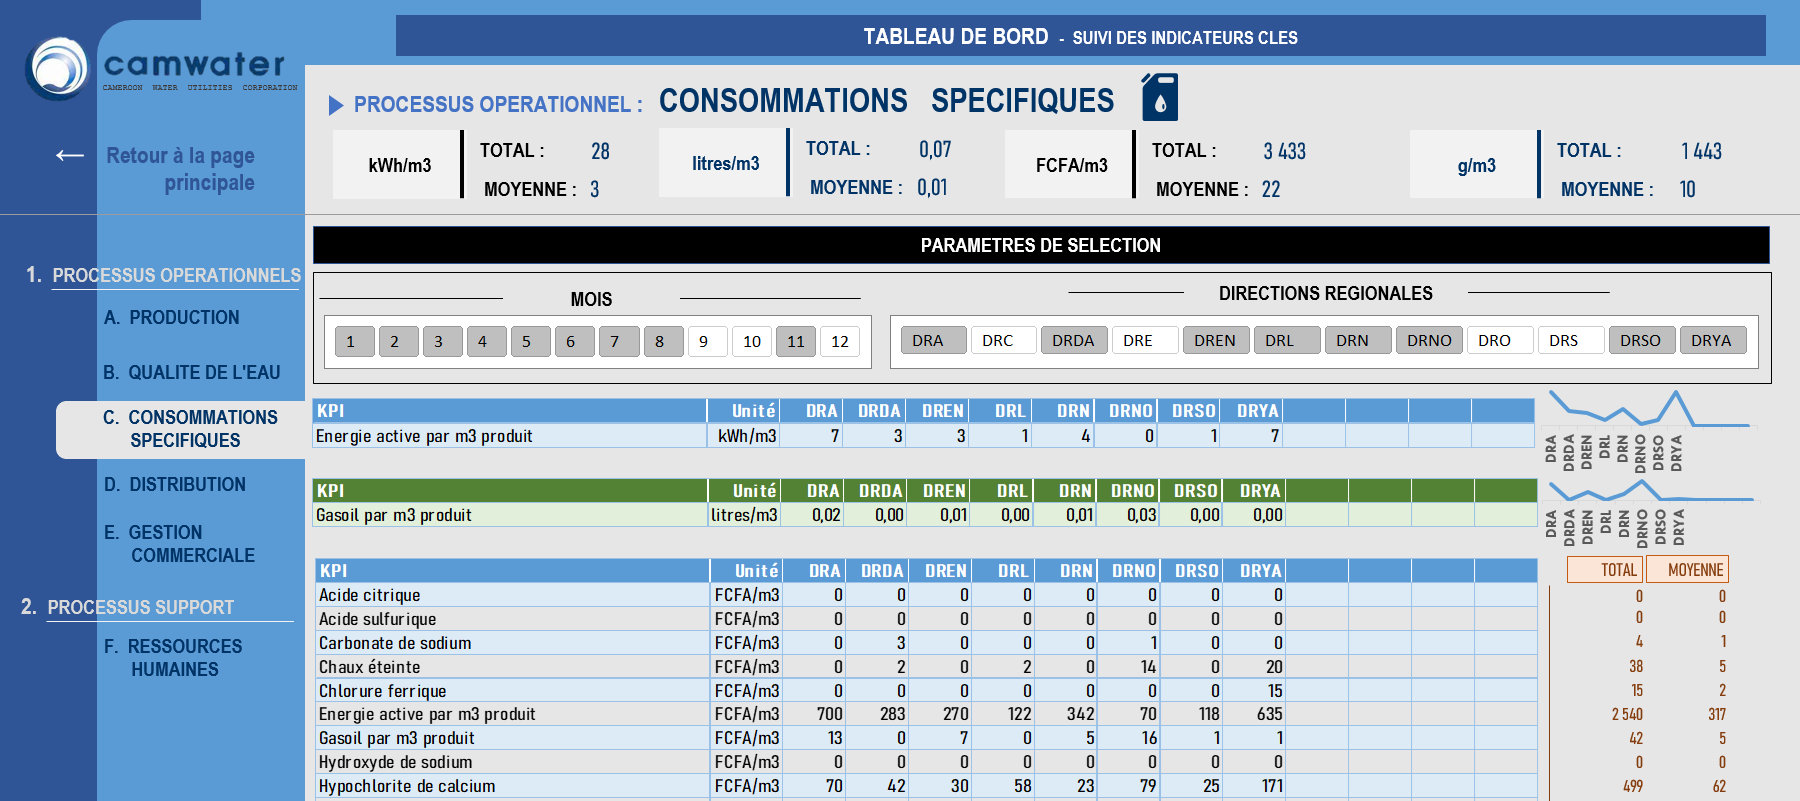 TABLEAU DE BORD - SUIVI DES INDICATEURS CLES
camwater
CAMEROON WATER UTILITIES CORPORATION
← Retour à la page
principale
PROCESSUS OPERATIONNEL : CONSOMMATIONS SPECIFIQUES
kWh/m3 TOTAL : 28
MOYENNE : 3
litres/m3 TOTAL : 0,07
MOYENNE : 0,01
FCFA/m3 TOTAL : 3 433
MOYENNE : 22
g/m3 TOTAL : 1 443
MOYENNE : 10
1. PROCESSUS OPERATIONNELS
A. PRODUCTION
B. QUALITE DE L'EAU
C. CONSOMMATIONS
SPECIFIQUES
D. DISTRIBUTION
E. GESTION
COMMERCIALE
2. PROCESSUS SUPPORT
F. RESSOURCES
HUMAINES
PARAMETRES DE SELECTION
MOIS
1 2 3 4 5 6 7 8 9 10 11 12
DIRECTIONS REGIONALES
DRA DRC DRDA DRE DREN DRL DRN DRNO DRO DRS DRSO DRYA
KPI Unité DRA DRDA DREN DRL DRN DRNO DRSO DRYA
Energie active par m3 produit kWh/m3 7 3 3 1 4 0 1 7
DRA DRDA DREN DRL DRN DRNO DRSO DRYA
KPI Unité DRA DRDA DREN DRL DRN DRNO DRSO DRYA
Gasoil par m3 produit litres/m3 0,02 0,00 0,01 0,00 0,01 0,03 0,00 0,00
DRA DRDA DREN DRL DRN DRNO DRSO DRYA
KPI Unité DRA DRDA DREN DRL DRN DRNO DRSO DRYA TOTAL MOYENNE
Acide citrique FCFA/m3 0 0 0 0 0 0 0 0 0 0
Acide sulfurique FCFA/m3 0 0 0 0 0 0 0 0 0 0
Carbonate de sodium FCFA/m3 0 3 0 0 0 1 0 0 4 1
Chaux éteinte FCFA/m3 0 2 0 2 0 14 0 20 38 5
Chlorure ferrique FCFA/m3 0 0 0 0 0 0 0 15 15 2
Energie active par m3 produit FCFA/m3 700 283 270 122 342 70 118 635 2 540 317
Gasoil par m3 produit FCFA/m3 13 0 7 0 5 16 1 1 42 5
Hydroxyde de sodium FCFA/m3 0 0 0 0 0 0 0 0 0 0
Hypochlorite de calcium FCFA/m3 70 42 30 58 23 79 25 171 499 62